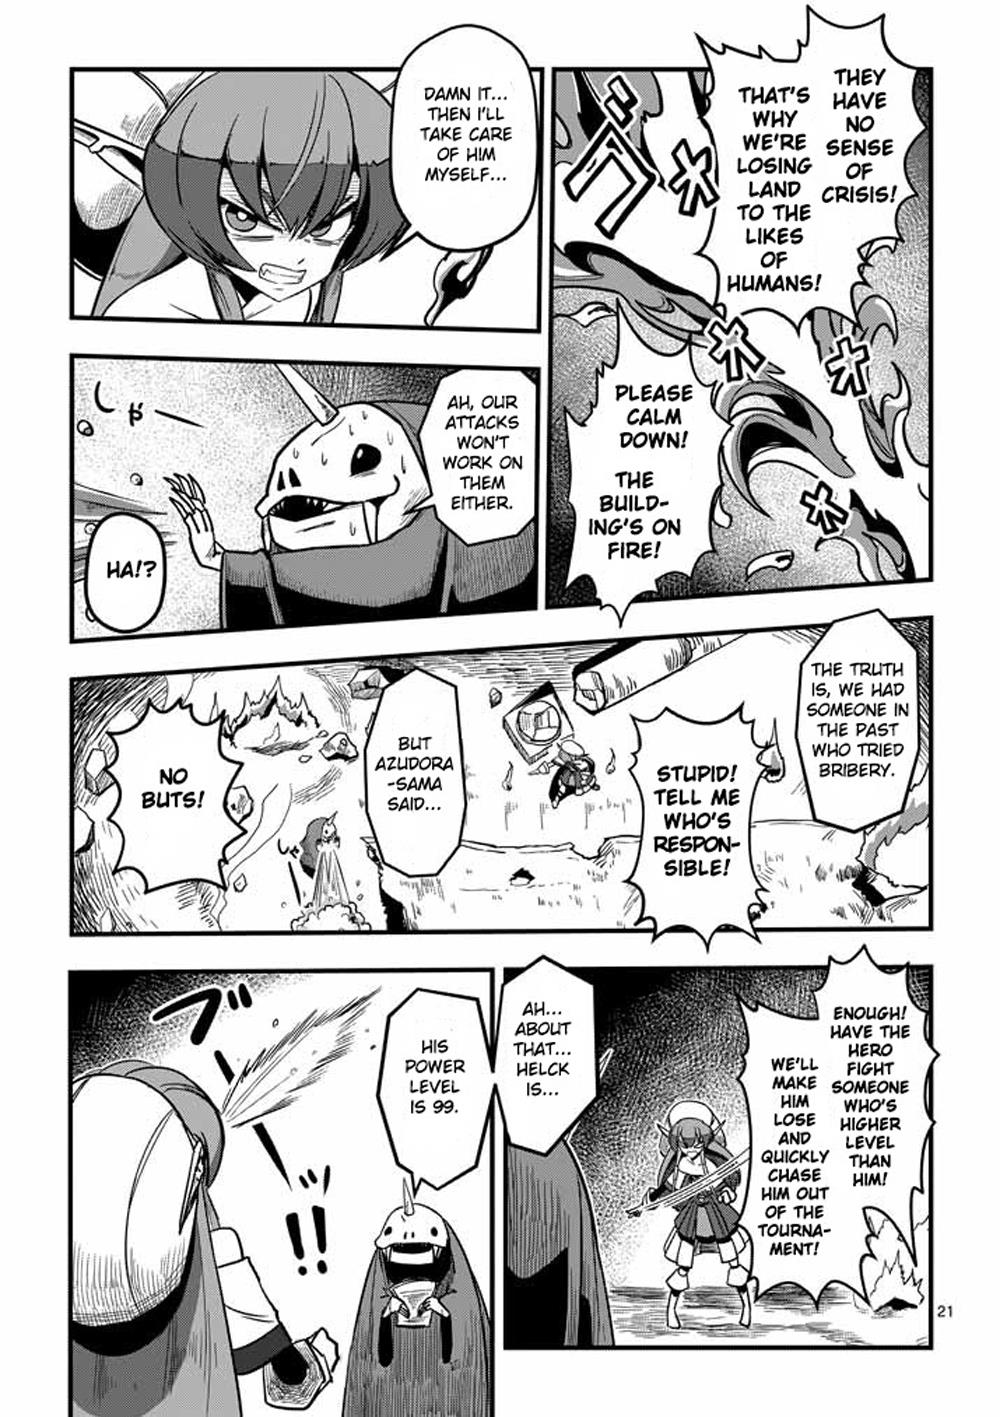 THEY
HAVE
NO
SENSE
OF
CRISIS!
THAT'S
WHY
WE'RE
LOSING
LAND
TO THE
LIKES
OF
HUMANS!
PLEASE
CALM
DOWN!
THE
BUILD-
ING'S ON
FIRE!
DAMN IT...
THEN I'LL
TAKE CARE
OF HIM
MYSELF...
AH, OUR
ATTACKS
WON'T
WORK ON
THEM
EITHER.
じゃー
HA!?
THE TRUTH
IS, WE HAD
SOMEONE IN
THE PAST
WHO TRIED
BRIBERY.
STUPID!
TELL ME
WHO'S
RESPON-
SIBLE!
BUT
AZUDORA
-SAMA
SAID...
NO
BUTS!
ENOUGH!
HAVE THE
HERO
FIGHT
SOMEONE
WHO'S
HIGHER
LEVEL
THAN
HIM!
WE'LL
MAKE
HIM
LOSE
AND
QUICKLY
CHASE
HIM OUT
OF THE
TOURNA-
MENT!
AH...
ABOUT
THAT...
HELCK
IS...
HIS
POWER
LEVEL
IS 99.
ブッ!!
21